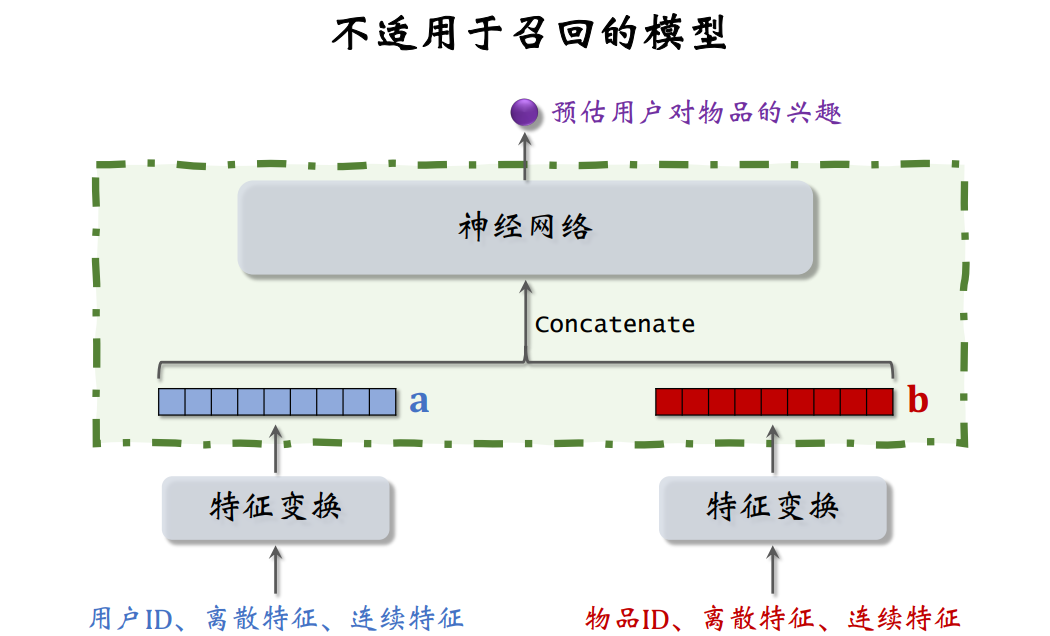 不适用于召回的模型
预估用户对物品的兴趣
神经网络
Concatenate
a
b
特征变换
特征变换
用户ID、离散特征、连续特征
物品ID、离散特征、连续特征